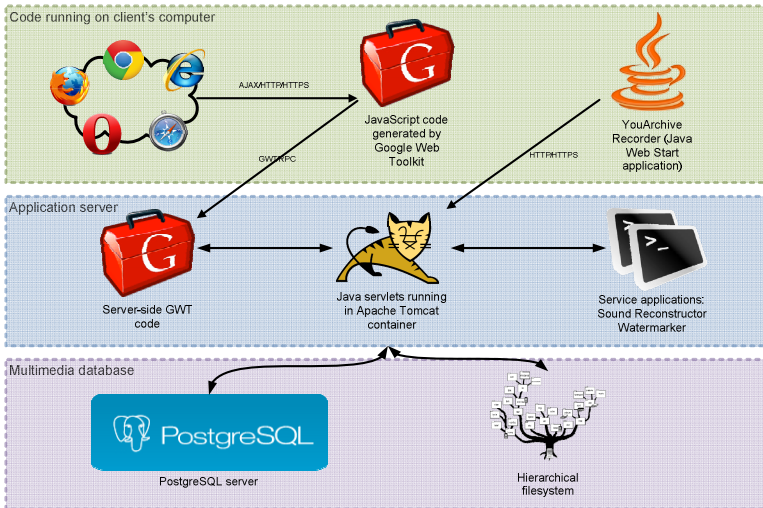 Code running on client's computer
AJAX/HTTP/HTTPS
G
JavaScript code
generated by
Google Web
Toolkit
YouArchive
Recorder (Java
Web Start
application)
GWT-RPC
HTTP/HTTPS
Application server
G
Server-side GWT
code
Java servlets running
in Apache Tomcat
container
>_
Service applications:
Sound Reconstructor
Watermarker
Multimedia database
PostgreSQL
PostgreSQL server
Hierarchical
filesystem